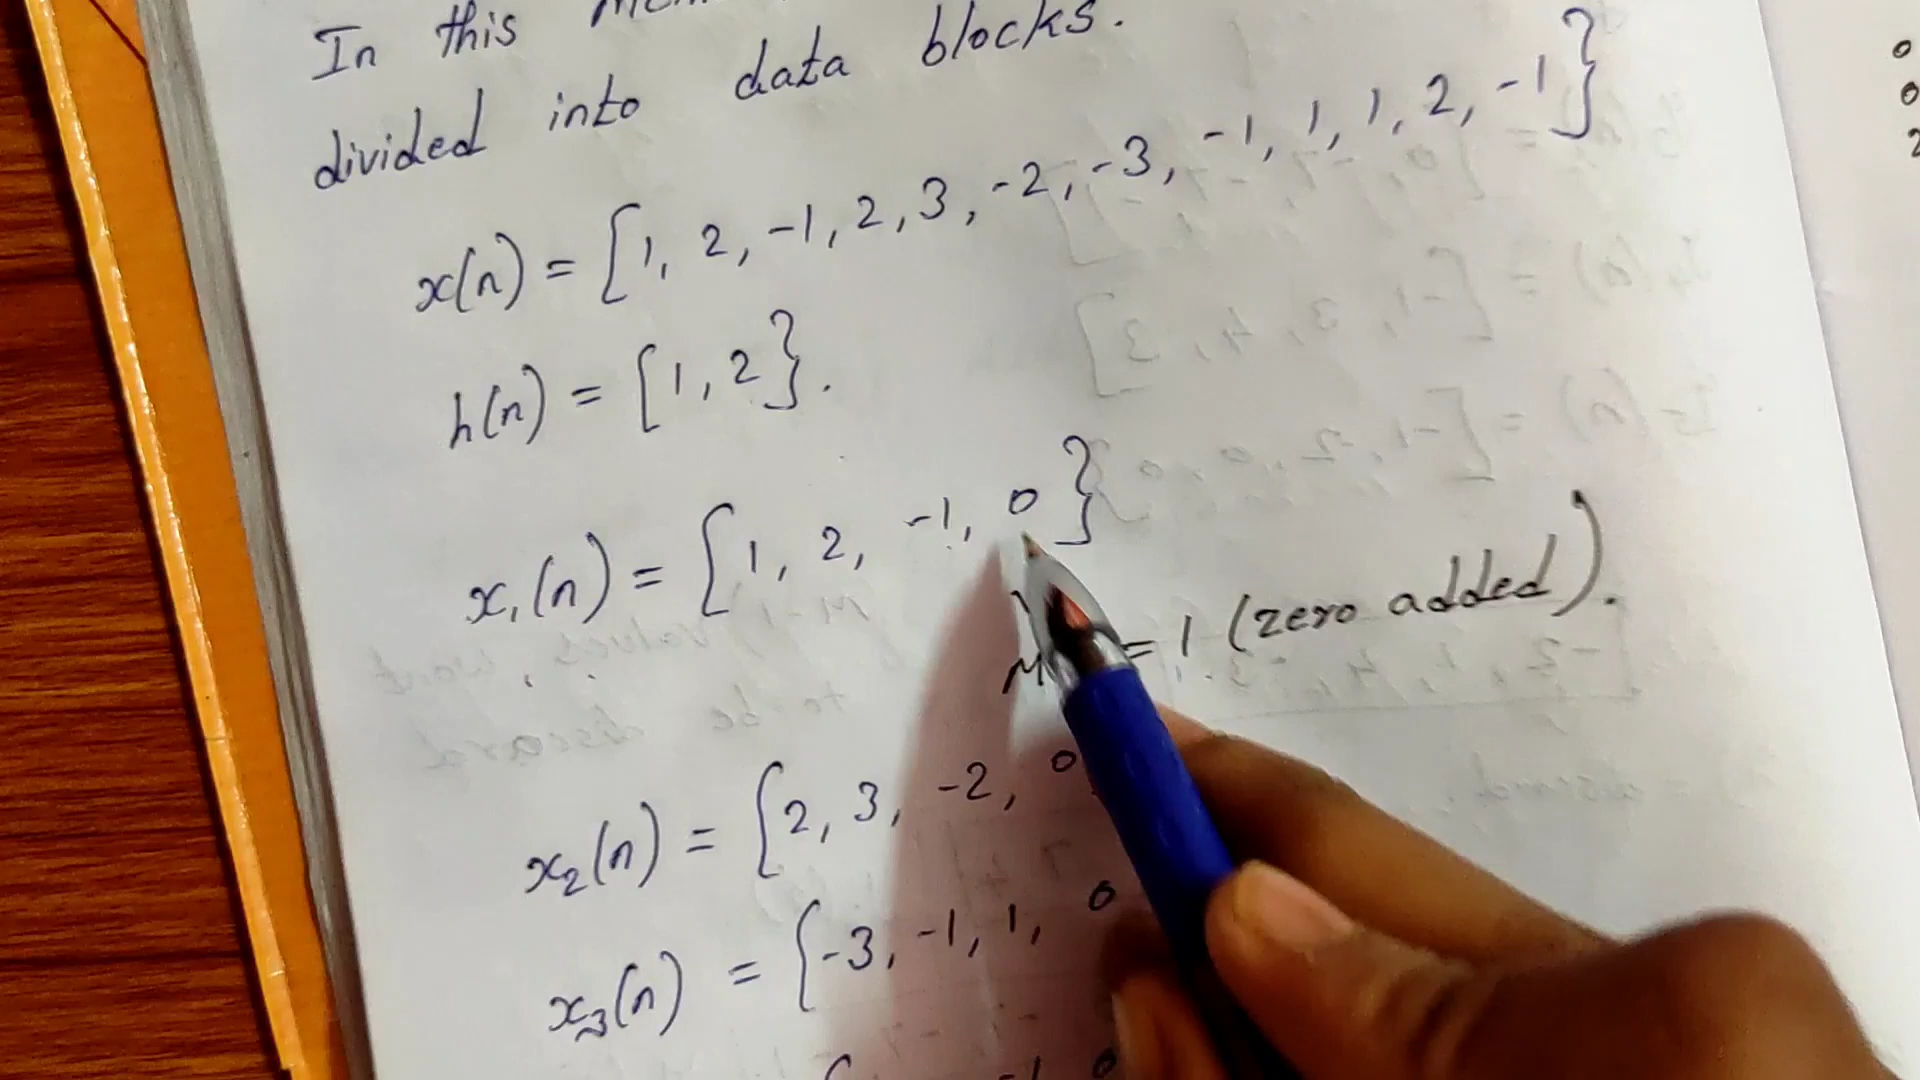 In this
divided into data blocks.
x(n) = [1, 2, -1, 2, 3, -2, -3, -1, 1, 1, 2, -1}
h(n) = [1, 2}.
x₁(n) = [1, 2, -1, 0}
= 1 (zero added).
x₂(n) = {2, 3, -2, 0
x₃(n) = {-3, -1, 1, 0
-1, 0